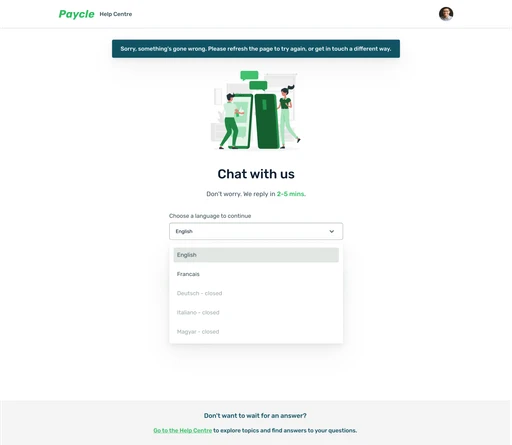 Paycle Help Centre
Sorry, something's gone wrong. Please refresh the page to try again, or get in touch a different way.
Chat with us
Don't worry. We reply in 2-5 mins.
Choose a language to continue
English
English
Francais
Deutsch - closed
Italiano - closed
Magyar - closed
Don't want to wait for an answer?
Go to the Help Centre to explore topics and find answers to your questions.